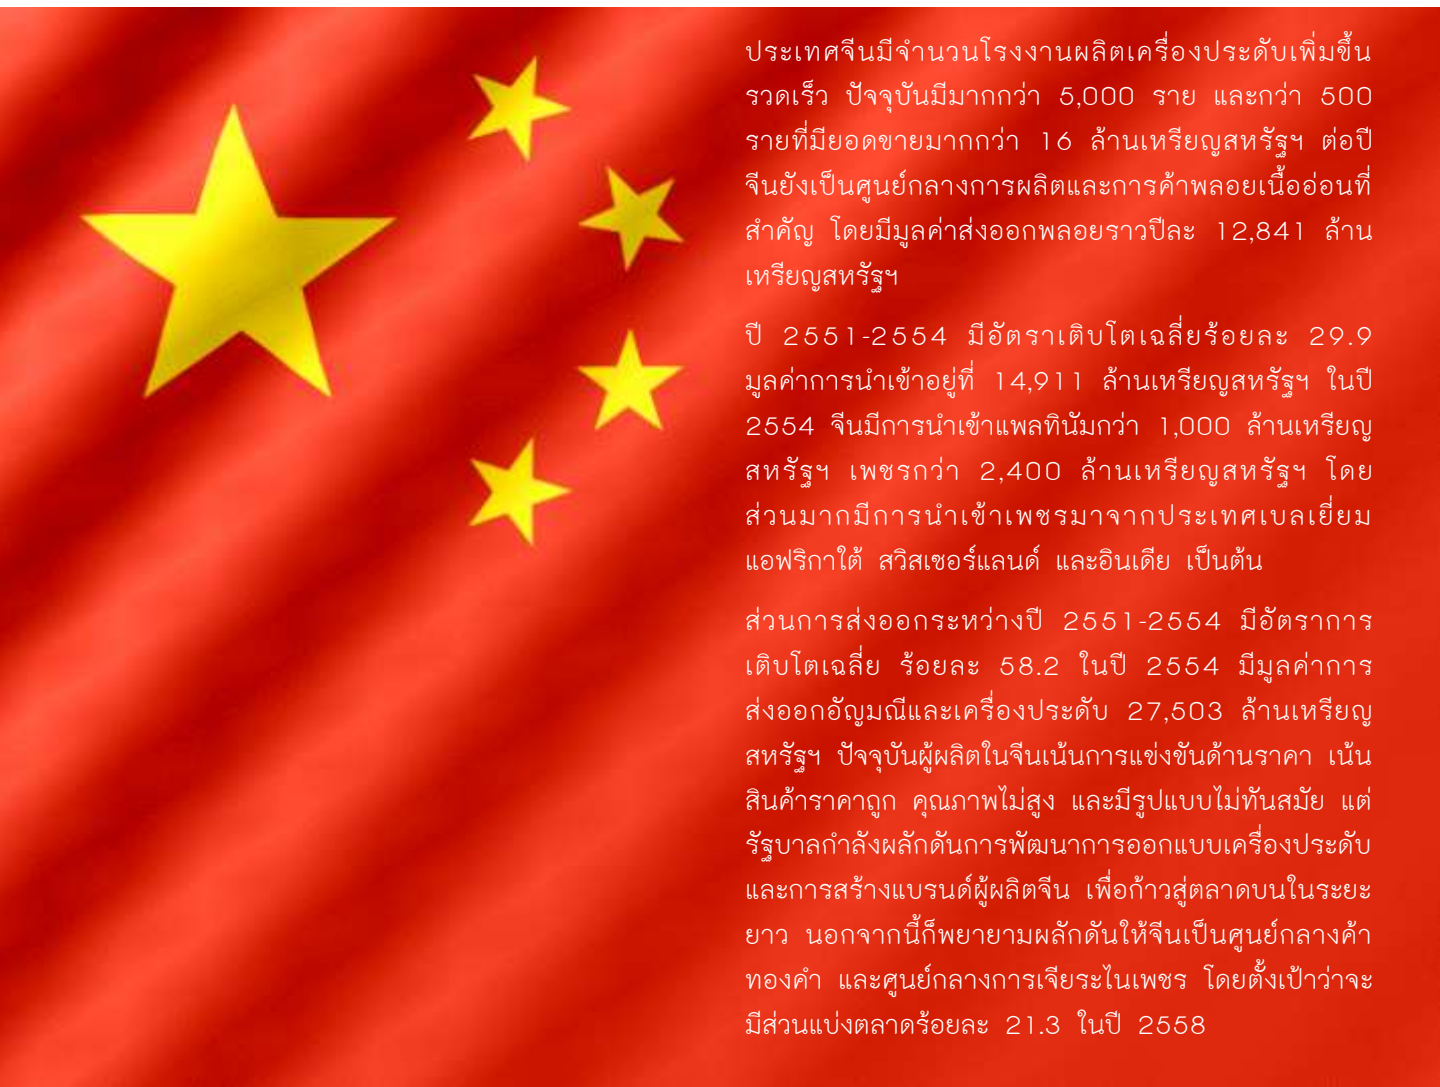 ประเทศจีนมีจำนวนโรงงานผลิตเครื่องประดับเพิ่มขึ้น
รวดเร็ว ปัจจุบันมีมากกว่า 5,000 ราย และกว่า 500
รายที่มียอดขายมากกว่า 16 ล้านเหรียญสหรัฐฯ ต่อปี
จีนยังเป็นศูนย์กลางการผลิตและการค้าพลอยเนื้ออ่อนที่
สำคัญ โดยมีมูลค่าส่งออกพลอยราวปีละ 12,841 ล้าน
เหรียญสหรัฐฯ
ปี 2551-2554 มีอัตราเติบโตเฉลี่ยร้อยละ 29.9
มูลค่าการนำเข้าอยู่ที่ 14,911 ล้านเหรียญสหรัฐฯ ในปี
2554 จีนมีการนำเข้าแพลทินัมกว่า 1,000 ล้านเหรียญ
สหรัฐฯ เพชรกว่า 2,400 ล้านเหรียญสหรัฐฯ โดย
ส่วนมากมีการนำเข้าเพชรมาจากประเทศเบลเยี่ยม
แอฟริกาใต้ สวิสเซอร์แลนด์ และอินเดีย เป็นต้น
ส่วนการส่งออกระหว่างปี 2551-2554 มีอัตราการ
เติบโตเฉลี่ย ร้อยละ 58.2 ในปี 2554 มีมูลค่าการ
ส่งออกอัญมณีและเครื่องประดับ 27,503 ล้านเหรียญ
สหรัฐฯ ปัจจุบันผู้ผลิตในจีนเน้นการแข่งขันด้านราคา เน้น
สินค้าราคาถูก คุณภาพไม่สูง และมีรูปแบบไม่ทันสมัย แต่
รัฐบาลกำลังผลักดันการพัฒนาการออกแบบเครื่องประดับ
และการสร้างแบรนด์ผู้ผลิตจีน เพื่อก้าวสู่ตลาดบนในระยะ
ยาว นอกจากนี้ก็พยายามผลักดันให้จีนเป็นศูนย์กลางค้า
ทองคำ และศูนย์กลางการเจียระไนเพชร โดยตั้งเป้าว่าจะ
มีส่วนแบ่งตลาดร้อยละ 21.3 ในปี 2558